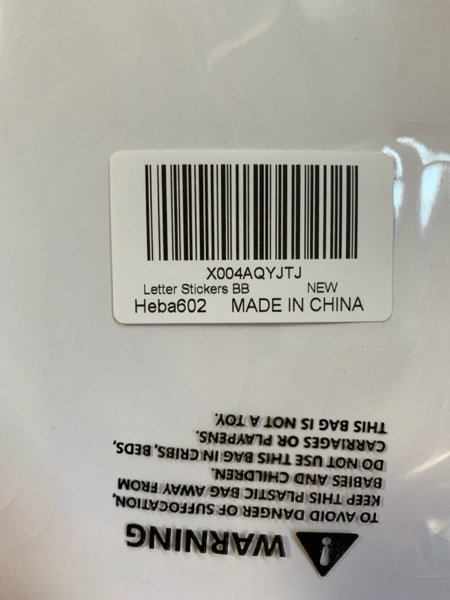 X004AQYJTJ
Letter Stickers BB NEW
Heba602 MADE IN CHINA
WARNING
TO AVOID DANGER OF SUFFOCATION,
KEEP THIS PLASTIC BAG AWAY FROM
BABIES AND CHILDREN.
DO NOT USE THIS BAG IN CRIBS, BEDS,
CARRIAGES OR PLAYPENS.
THIS BAG IS NOT A TOY.